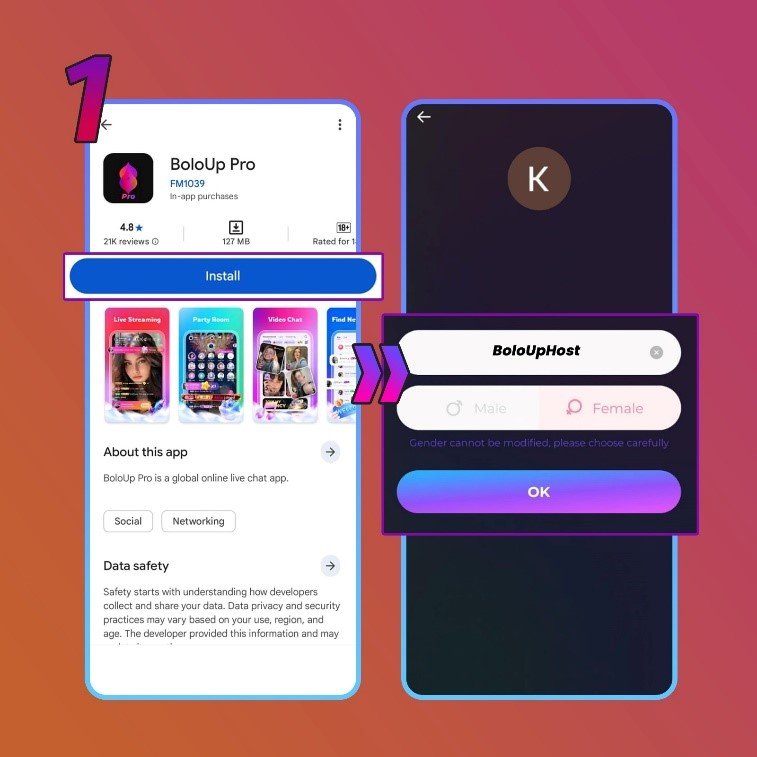 1
BoloUp Pro
FM1039
In-app purchases
4.8★
21K reviews
127 MB
18+
Rated for 1
Install
Live Streaming
Party Room
Video Chat
Find Ne
About this app
BoloUp Pro is a global online live chat app.
Social
Networking
Data safety
Safety starts with understanding how developers
collect and share your data. Data privacy and security
practices may vary based on your use, region, and
age. The developer provided this information and may
K
BoloUpHost
Male
Female
Gender cannot be modified, please choose carefully
OK